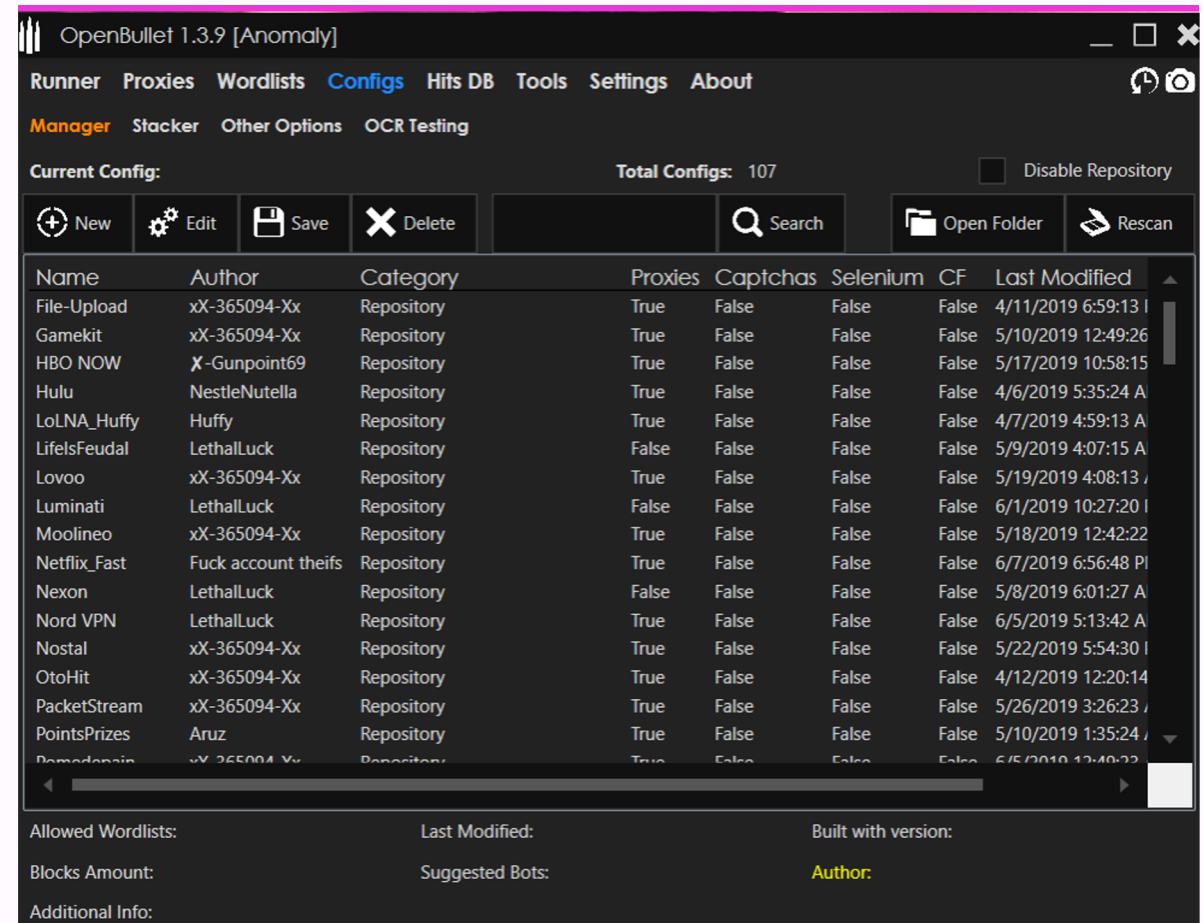 OpenBullet 1.3.9 [Anomaly]
Runner Proxies Wordlists Configs Hits DB Tools Settings About
Manager Stacker Other Options OCR Testing
Current Config: Total Configs: 107 Disable Repository
New Edit Save Delete Search Open Folder Rescan
Name Author Category Proxies Captchas Selenium CF Last Modified
File-Upload xX-365094-Xx Repository True False False False 4/11/2019 6:59:13
Gamekit xX-365094-Xx Repository True False False False 5/10/2019 12:49:26
HBO NOW ✗-Gunpoint69 Repository True False False False 5/17/2019 10:58:15
Hulu NestleNutella Repository True False False False 4/6/2019 5:35:24 A
LoLNA_Huffy Huffy Repository True False False False 4/7/2019 4:59:13 A
LifeIsFeudal LethalLuck Repository False False False False 5/9/2019 4:07:15 A
Lovoo xX-365094-Xx Repository True False False False 5/19/2019 4:08:13
Luminati LethalLuck Repository False False False False 6/1/2019 10:27:20
Moolineo xX-365094-Xx Repository True False False False 5/18/2019 12:42:22
Netflix_Fast Fuck account theifs Repository True False False False 6/7/2019 6:56:48 P
Nexon LethalLuck Repository False False False False 5/8/2019 6:01:27 A
Nord VPN LethalLuck Repository True False False False 6/5/2019 5:13:42 A
Nostal xX-365094-Xx Repository True False False False 5/22/2019 5:54:30
OtoHit xX-365094-Xx Repository True False False False 4/12/2019 12:20:14
PacketStream xX-365094-Xx Repository True False False False 5/26/2019 3:26:23
PointsPrizes Aruz Repository True False False False 5/10/2019 1:35:24
Pomedepain xX-365094-Xx Repository True False False False 6/5/2019 12:49:23
Allowed Wordlists: Last Modified: Built with version:
Blocks Amount: Suggested Bots: Author:
Additional Info: